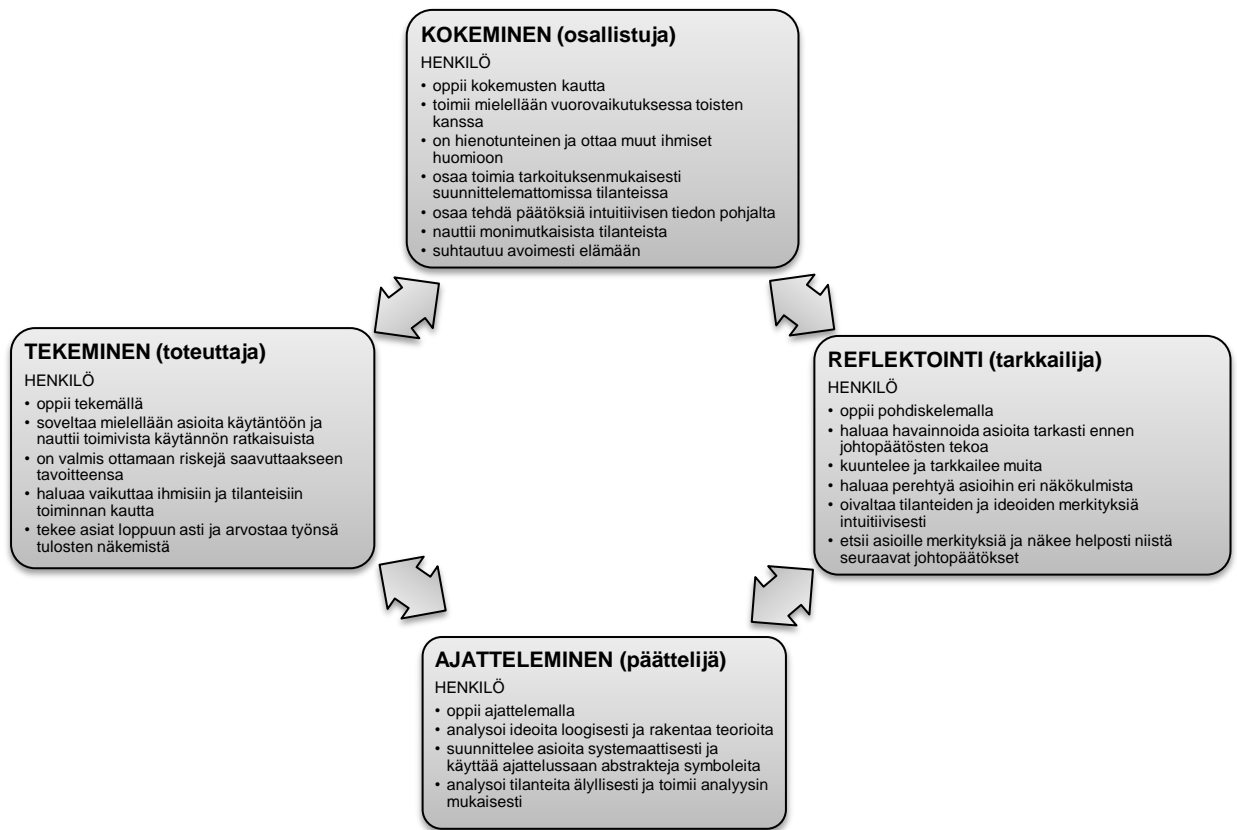 KOKEMINEN (osallistuja)
HENKILÖ
• oppii kokemusten kautta
• toimii mielellään vuorovaikutuksessa toisten
kanssa
• on hienotunteinen ja ottaa muut ihmiset
huomioon
• osaa toimia tarkoituksenmukaisesti
suunnittelemattomissa tilanteissa
• osaa tehdä päätöksiä intuitiivisen tiedon pohjalta
• nauttii monimutkaisista tilanteista
• suhtautuu avoimesti elämään
TEKEMINEN (toteuttaja)
HENKILÖ
• oppii tekemällä
• soveltaa mielellään asioita käytäntöön ja
nauttii toimivista käytännön ratkaisuista
• on valmis ottamaan riskejä saavuttaakseen
tavoitteensa
• haluaa vaikuttaa ihmisiin ja tilanteisiin
toiminnan kautta
• tekee asiat loppuun asti ja arvostaa työnsä
tulosten näkemistä
REFLEKTOINTI (tarkkailija)
HENKILÖ
• oppii pohdiskelemalla
• haluaa havainnoida asioita tarkasti ennen
johtopäätösten tekoa
• kuuntelee ja tarkkailee muita
• haluaa perehtyä asioihin eri näkökulmista
• oivaltaa tilanteiden ja ideoiden merkityksiä
intuitiivisesti
• etsii asioille merkityksiä ja näkee helposti niistä
seuraavat johtopäätökset
AJATTELEMINEN (päättelijä)
HENKILÖ
• oppii ajattelemalla
• analysoi ideoita loogisesti ja rakentaa teorioita
• suunnittelee asioita systemaattisesti ja
käyttää ajattelussaan abstrakteja symboleita
• analysoi tilanteita älyllisesti ja toimii analyysin
mukaisesti